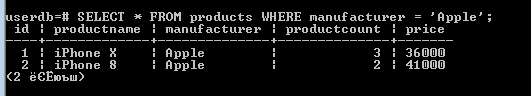 userdb=# SELECT * FROM products WHERE manufacturer = 'Apple';
 id | productname | manufacturer | productcount | price
----+-------------+--------------+--------------+-------
  1 | iPhone X    | Apple        |            3 | 36000
  2 | iPhone 8    | Apple        |            2 | 41000
(2 ёЄЁюъш)